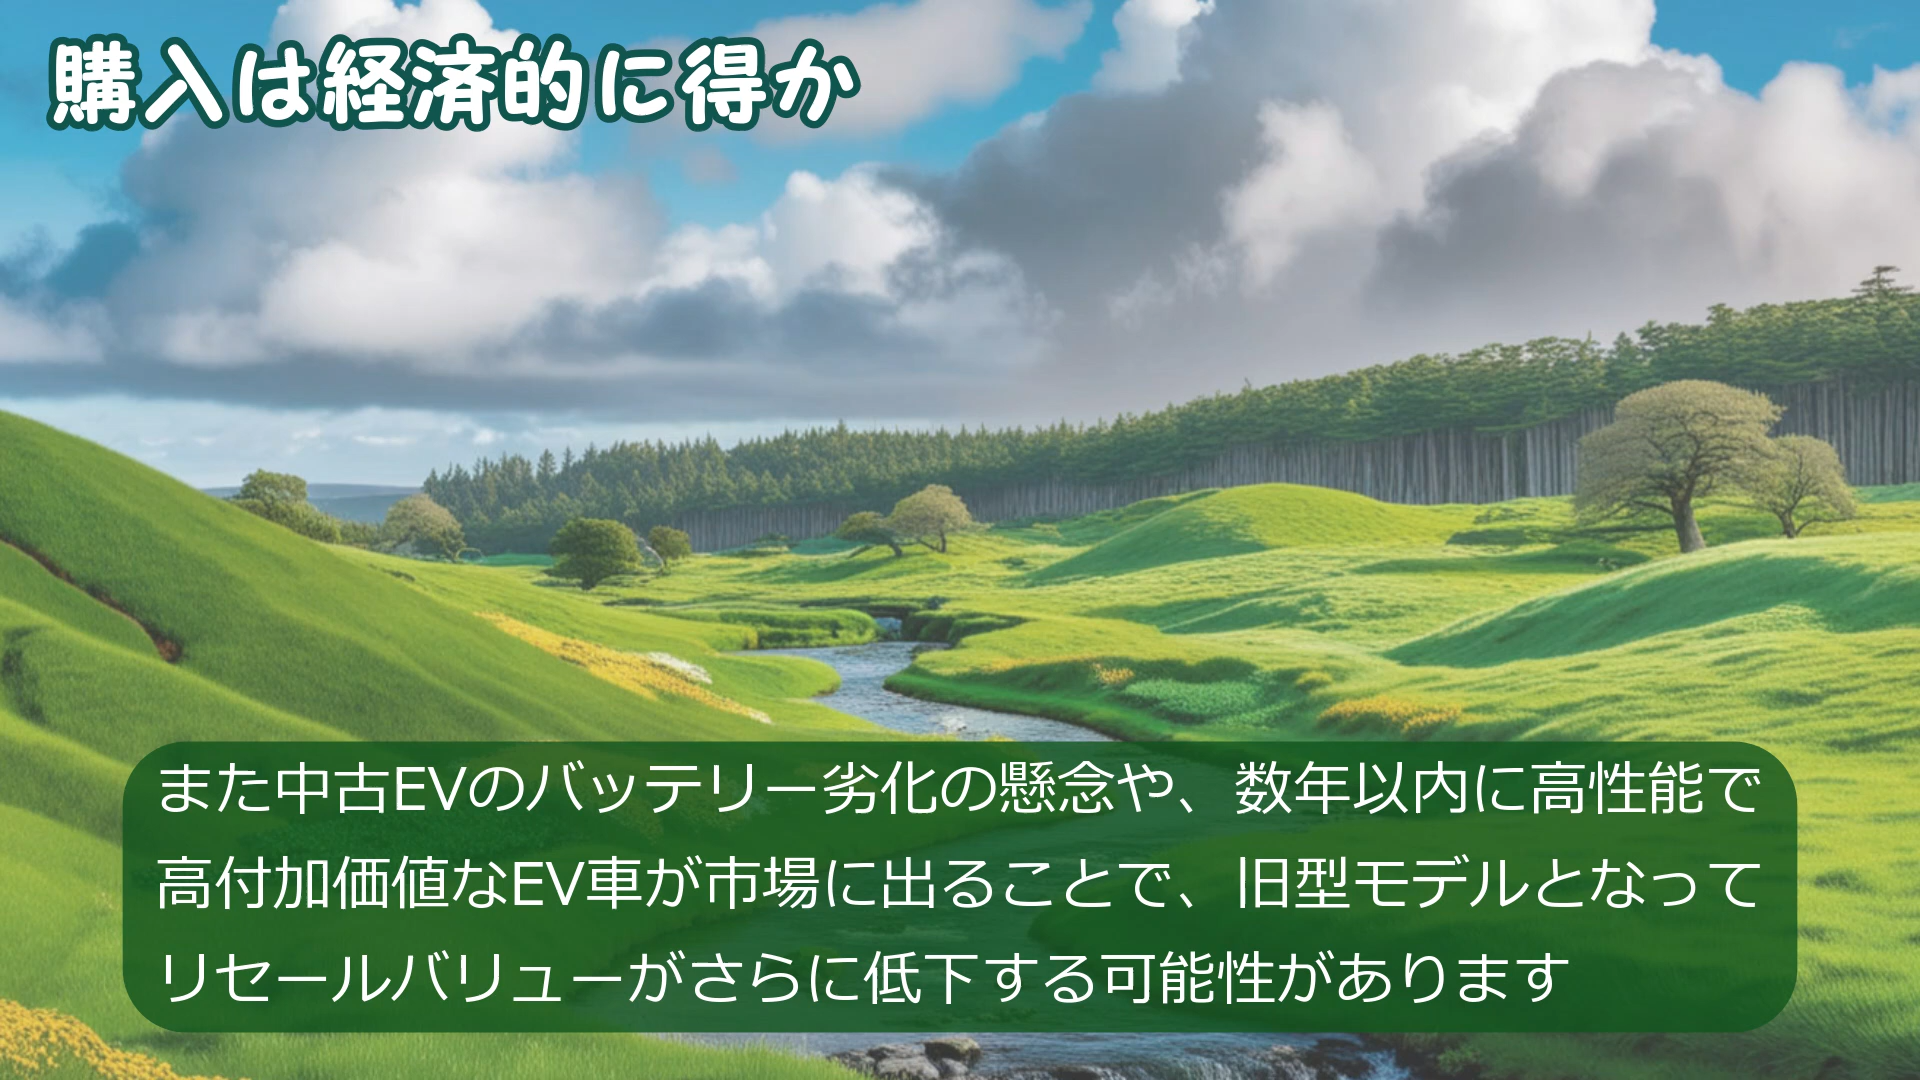 購入は経済的に得か
また中古EVのバッテリー劣化の懸念や、数年以内に高性能で
高付加価値なEV車が市場に出ることで、旧型モデルとなって
リセールバリューがさらに低下する可能性があります